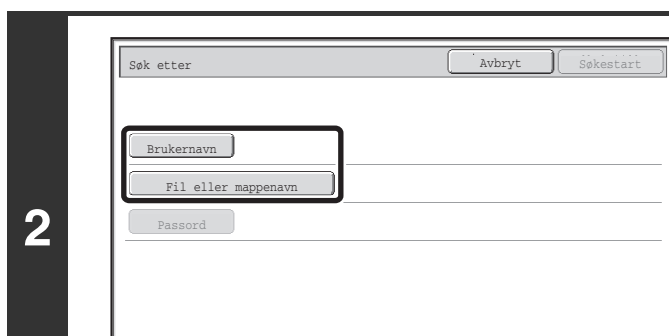 Søk etter
Avbryt
Søkestart
Brukernavn
Fil eller mappenavn
Passord
2